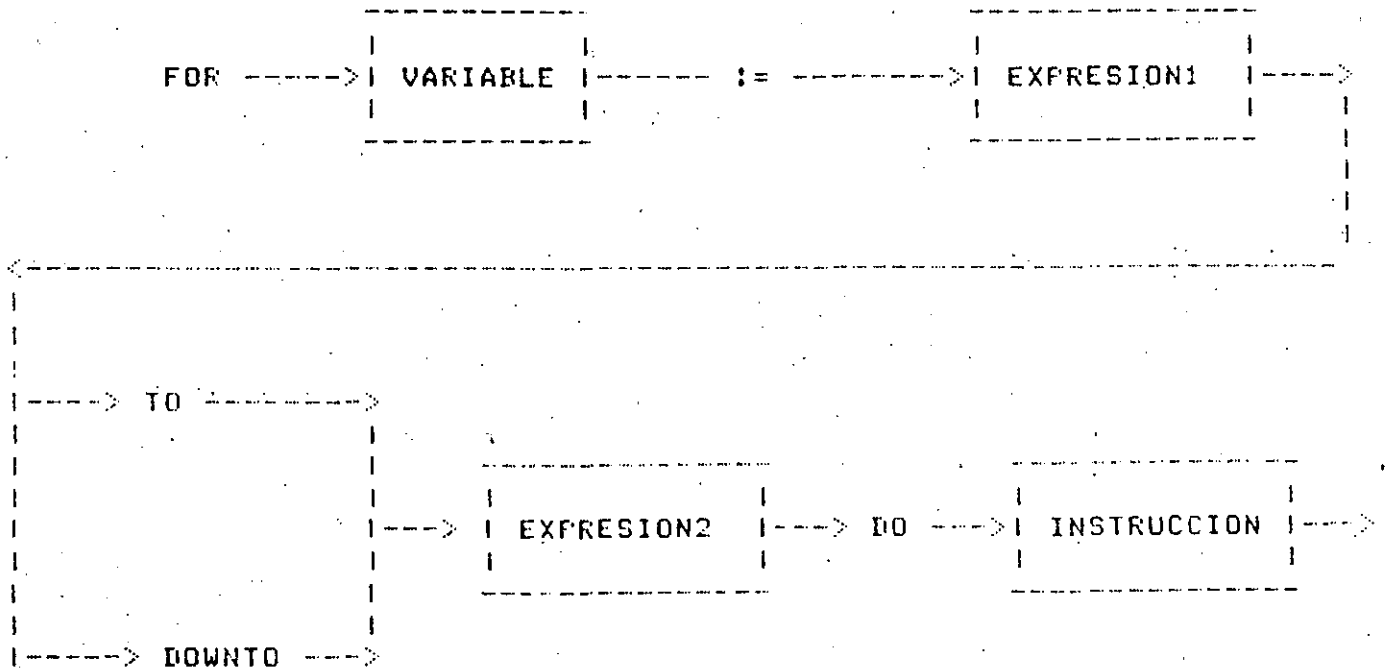 FOR VARIABLE := EXPRESION1
TO
EXPRESION2 DO INSTRUCCION
DOWNTO